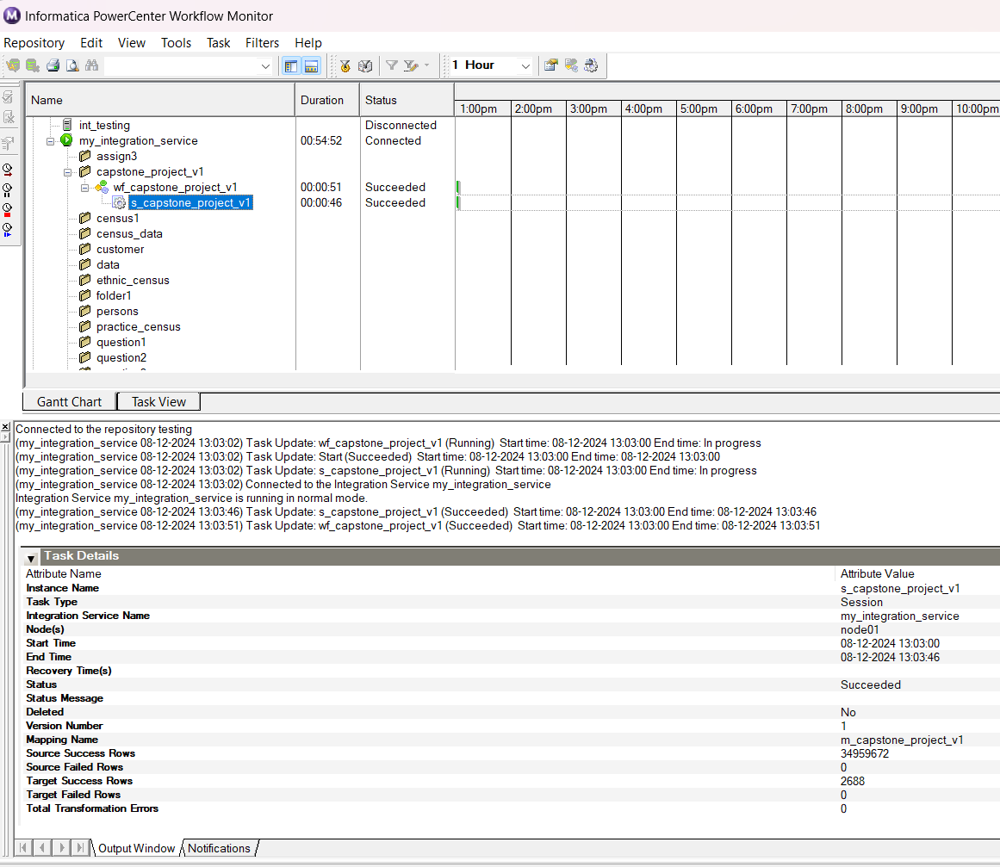 Informatica PowerCenter Workflow Monitor
Repository Edit View Tools Task Filters Help
1 Hour
Name Duration Status
1:00pm 2:00pm 3:00pm 4:00pm 5:00pm 6:00pm 7:00pm 8:00pm 9:00pm 10:00pm
int_testing Disconnected
my_integration_service 00:54:52 Connected
assign3
capstone_project_v1
wf_capstone_project_v1 00:00:51 Succeeded
s_capstone_project_v1 00:00:46 Succeeded
census1
census_data
customer
data
ethnic_census
folder1
persons
practice_census
question1
question2
Gantt Chart Task View
Connected to the repository testing
(my_integration_service 08-12-2024 13:03:02) Task Update: wf_capstone_project_v1 (Running) Start time: 08-12-2024 13:03:00 End time: In progress
(my_integration_service 08-12-2024 13:03:02) Task Update: Start (Succeeded) Start time: 08-12-2024 13:03:00 End time: 08-12-2024 13:03:00
(my_integration_service 08-12-2024 13:03:02) Task Update: s_capstone_project_v1 (Running) Start time: 08-12-2024 13:03:00 End time: In progress
(my_integration_service 08-12-2024 13:03:02) Connected to the Integration Service my_integration_service
Integration Service my_integration_service is running in normal mode.
(my_integration_service 08-12-2024 13:03:46) Task Update: s_capstone_project_v1 (Succeeded) Start time: 08-12-2024 13:03:00 End time: 08-12-2024 13:03:46
(my_integration_service 08-12-2024 13:03:51) Task Update: wf_capstone_project_v1 (Succeeded) Start time: 08-12-2024 13:03:00 End time: 08-12-2024 13:03:51
Task Details
Attribute Name Attribute Value
Instance Name s_capstone_project_v1
Task Type Session
Integration Service Name my_integration_service
Node(s) node01
Start Time 08-12-2024 13:03:00
End Time 08-12-2024 13:03:46
Recovery Time(s)
Status Succeeded
Status Message
Deleted No
Version Number 1
Mapping Name m_capstone_project_v1
Source Success Rows 34959672
Source Failed Rows 0
Target Success Rows 2688
Target Failed Rows 0
Total Transformation Errors 0
Output Window Notifications